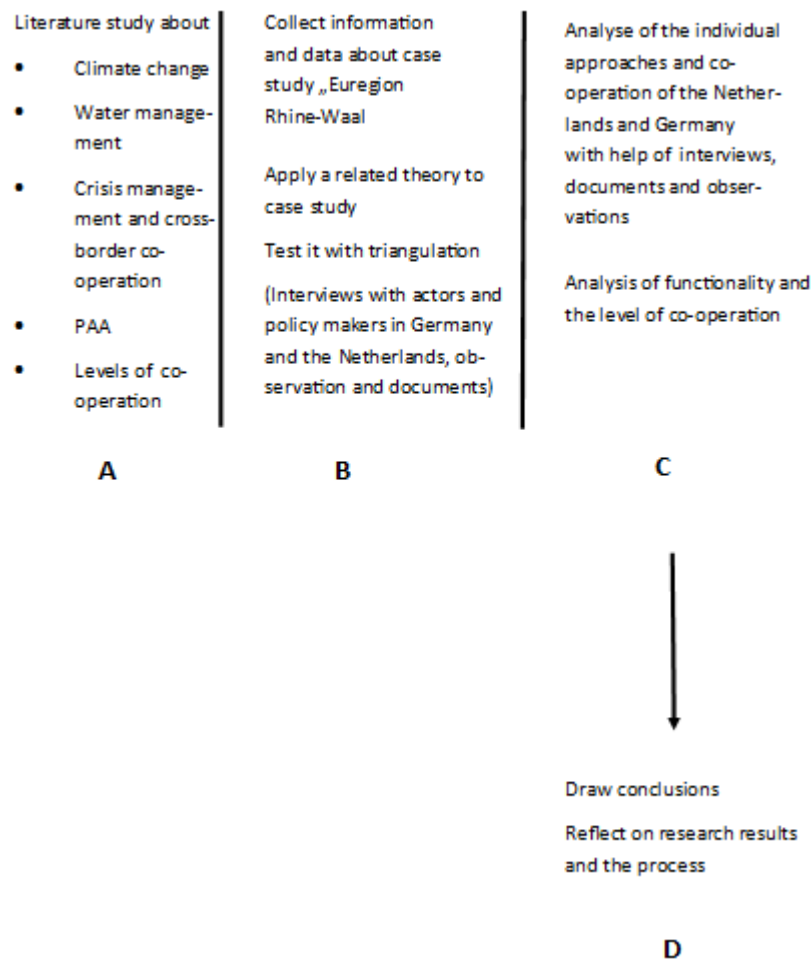 Literature study about
• Climate change
• Water manage-
ment
• Crisis manage-
ment and cross-
border co-
operation
• PAA
• Levels of co-
operation
A
Collect information
and data about case
study „Euregion
Rhine-Waal
Apply a related theory to
case study
Test it with triangulation
(Interviews with actors and
policy makers in Germany
and the Netherlands, ob-
servation and documents)
B
Analyse of the individual
approaches and co-
operation of the Nether-
lands and Germany
with help of interviews,
documents and obser-
vations
Analysis of functionality and
the level of co-operation
C
Draw conclusions
Reflect on research results
and the process
D